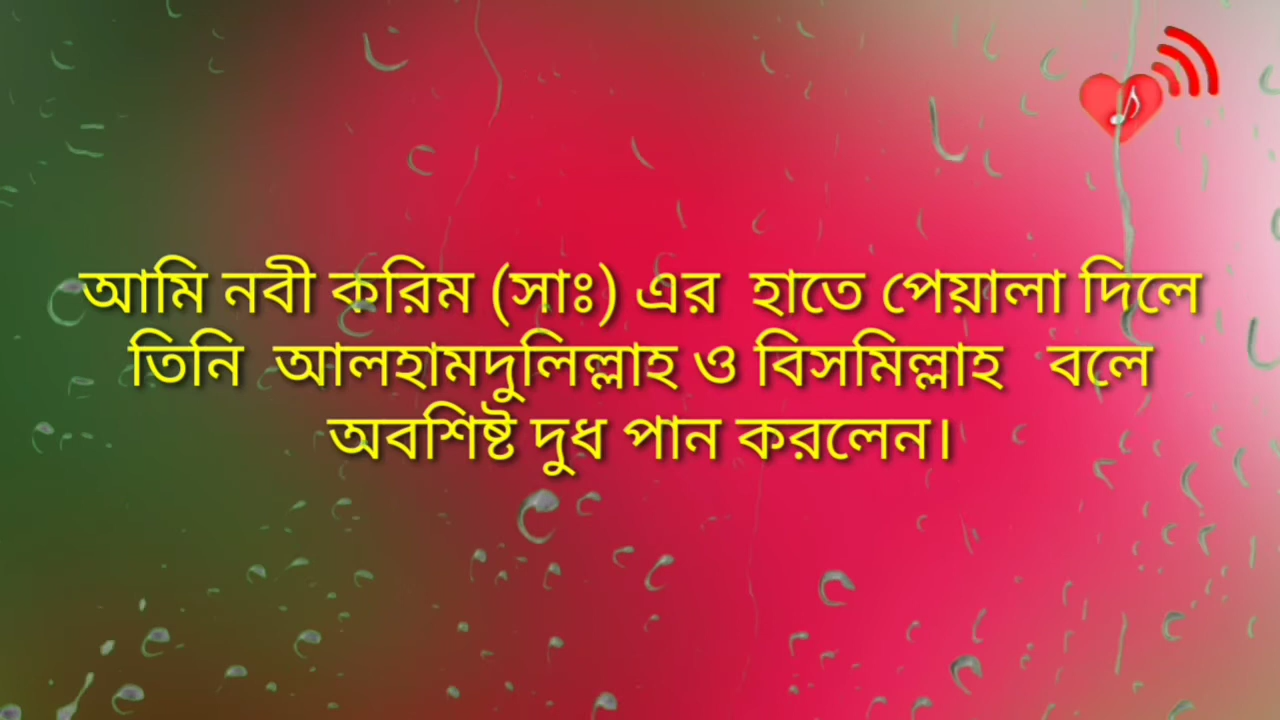 আমি নবী করিম (সাঃ) এর হাতে পেয়ালা দিলে
তিনি আলহামদুলিল্লাহ ও বিসমিল্লাহ বলে
অবশিষ্ট দুধ পান করলেন।